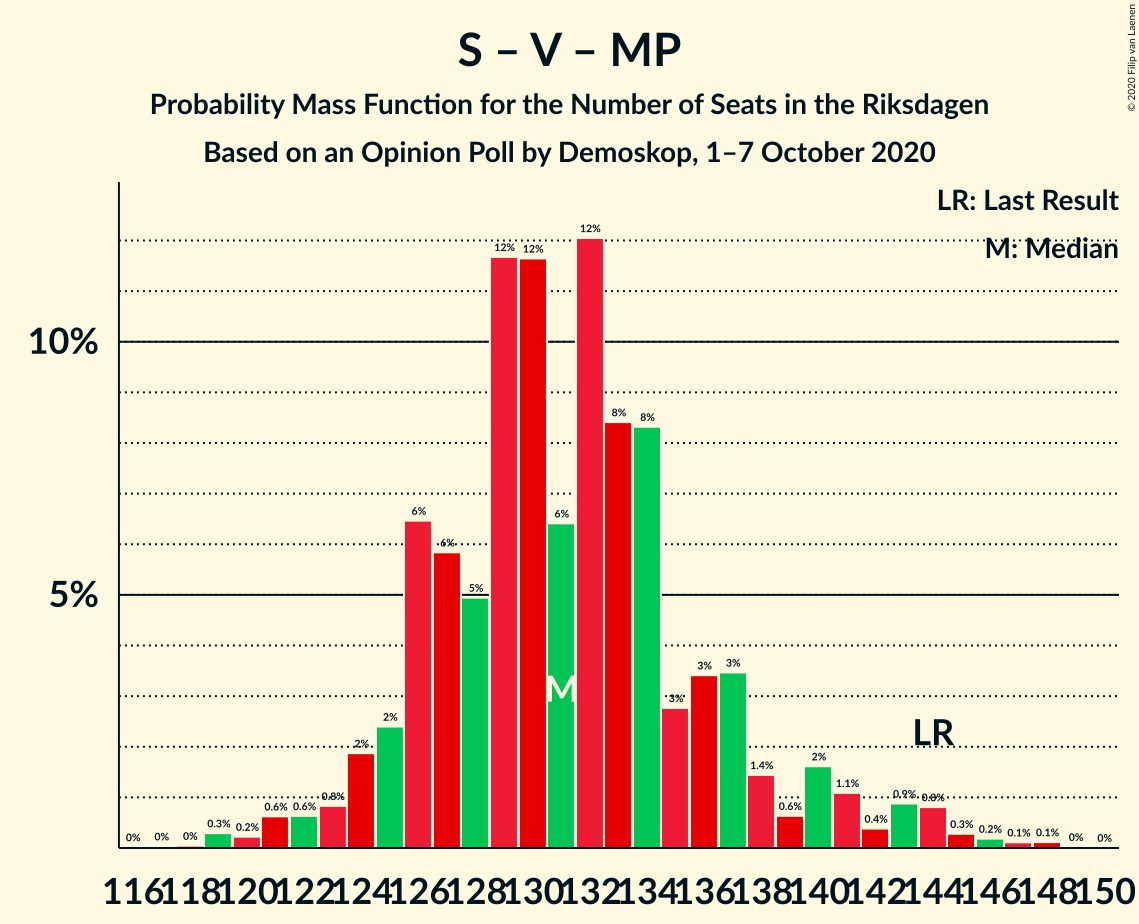 S – V – MP
Probability Mass Function for the Number of Seats in the Riksdagen
Based on an Opinion Poll by Demoskop, 1–7 October 2020
© 2020 Filip van Laenen
LR: Last Result
M: Median
10%
5%
0% 0% 0% 0.3% 0.2% 0.6% 0.6% 0.8% 2% 2% 6% 6% 5% 12% 12% 6% 12% 8% 8% 3% 3% 3% 1.4% 0.6% 2% 1.1% 0.4% 0.9% 0.8% 0.3% 0.2% 0.1% 0.1% 0% 0%
M
LR
116 118 120 122 124 126 128 130 132 134 136 138 140 142 144 146 148 150